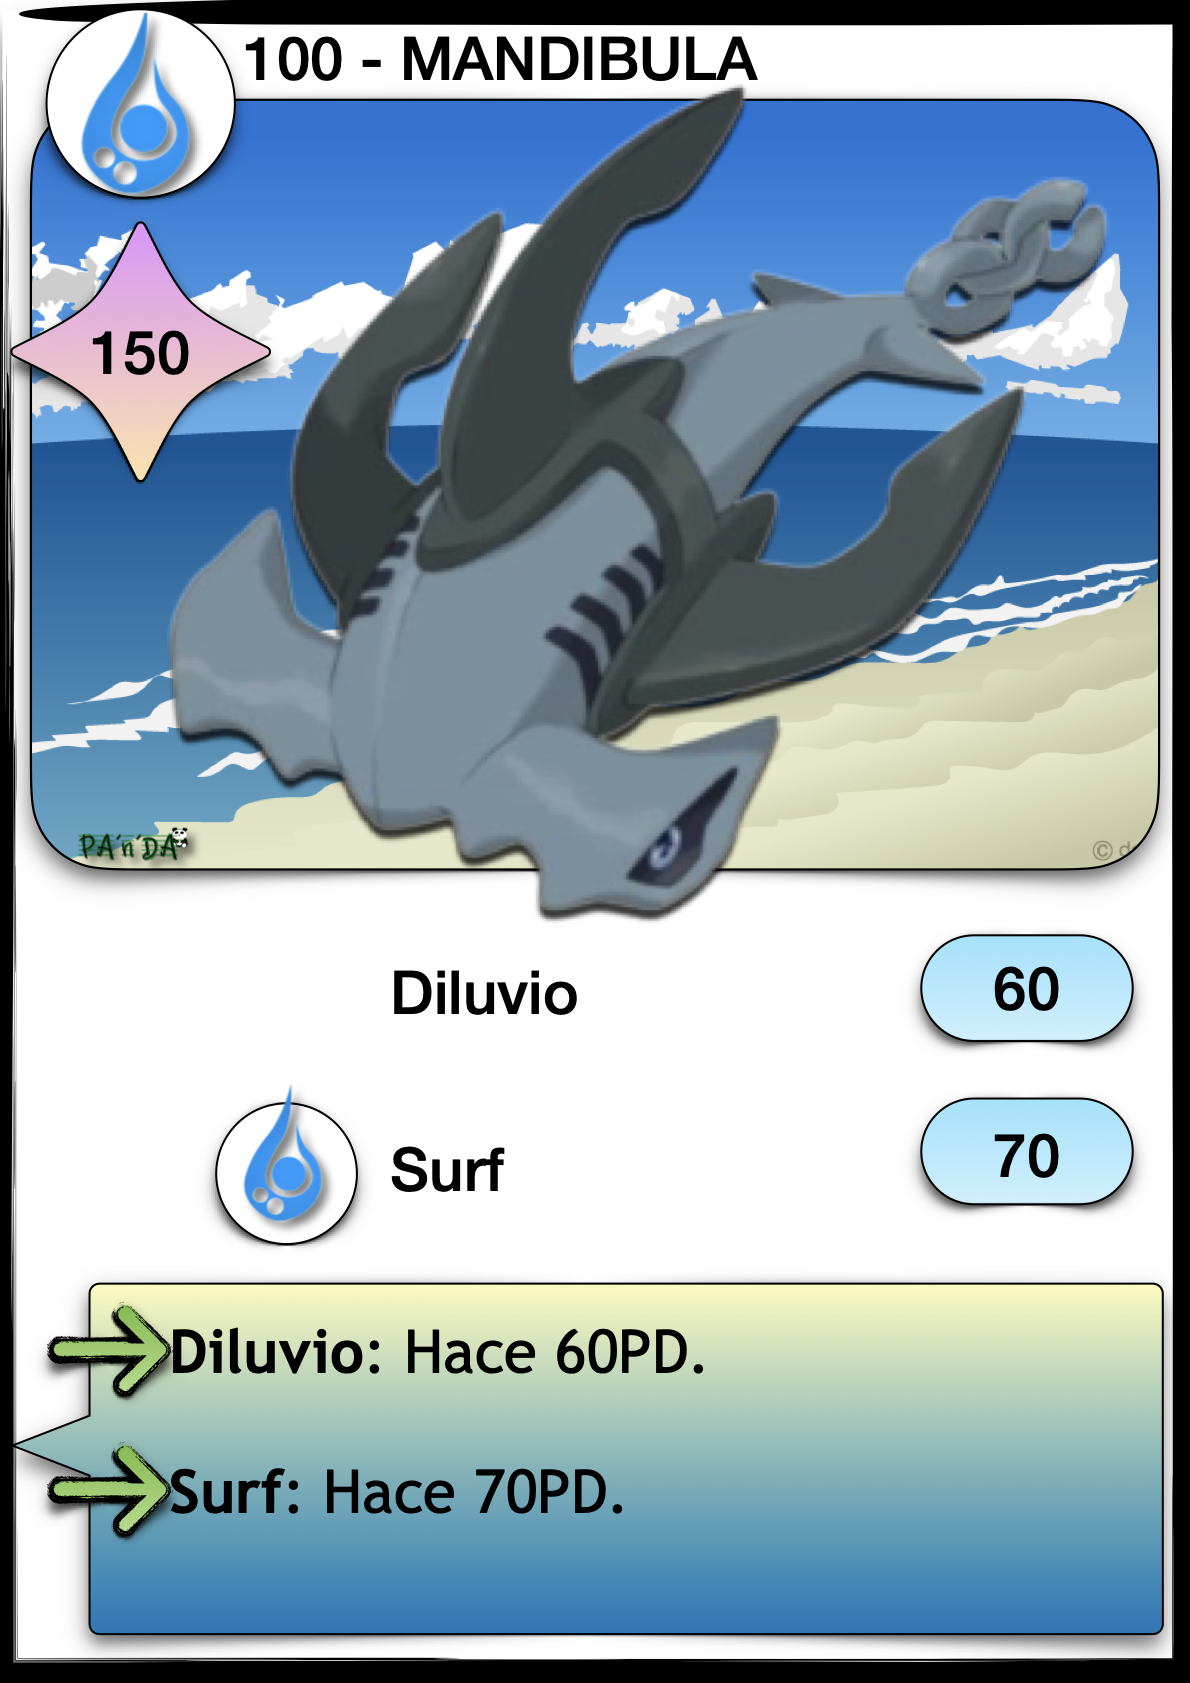 100 - MANDIBULA
150
PA'n'DA
Diluvio
60
Surf
70
Diluvio: Hace 60PD.
Surf: Hace 70PD.